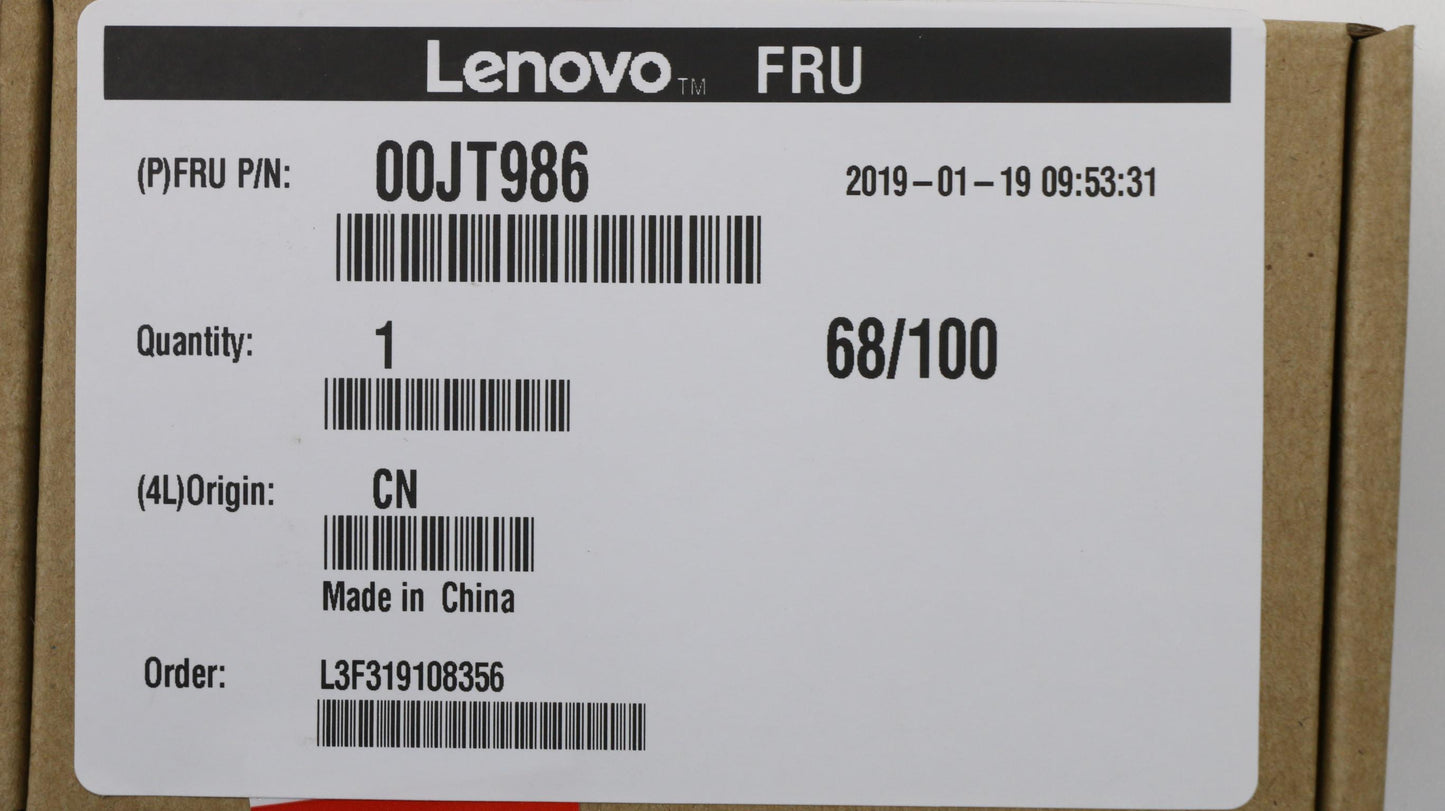 Lenovo™ FRU
(P)FRU P/N: 00JT986 2019-01-19 09:53:31
Quantity: 1 68/100
(4L)Origin: CN
Made in China
Order: L3F319108356